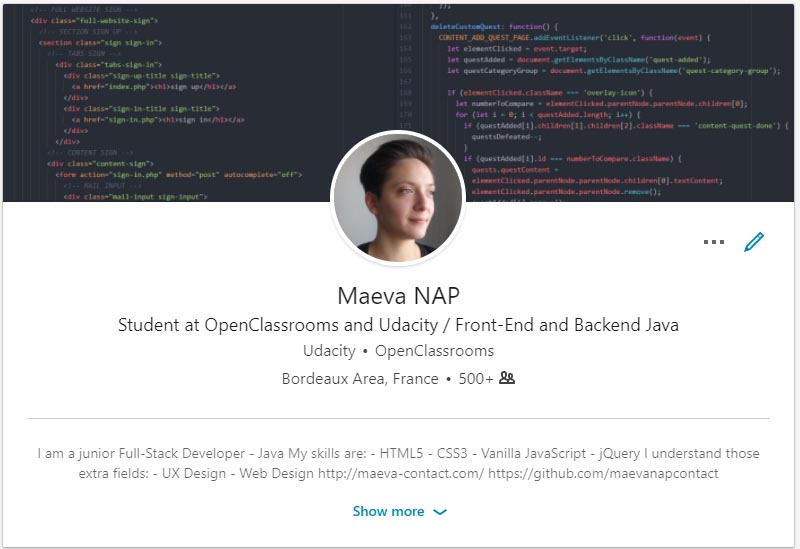 <!-- FULL WEBSITE SIGN -->
<div class="full-website-sign">
<!-- SECTION SIGN UP -->
<section class="sign sign-in">
<!-- TABS SIGN -->
<div class="tabs-sign-in">
<div class="sign-up-title sign-title">
<a href="index.php"><h1>sign up</h1></a>
</div>
<div class="sign-in-title sign-title">
<a href="sign-in.php"><h1>sign in</h1></a>
</div>
</div>
<!-- CONTENT SIGN -->
<div class="content-sign">
<form action="sign-in.php" method="post" autocomplete="off">
<!-- MAIL INPUT -->
<div class="mail-input sign-input">
});
161 },
162 deleteCustomQuest: function() {
163 CONTENT_ADD_QUEST_PAGE.addEventListener('click', function(event) {
164 let elementClicked = event.target;
165 let questAdded = document.getElementsByClassName('quest-added');
166 let questCategoryGroup = document.getElementsByClassName('quest-category-group');
167
168 if (elementClicked.className === 'overlay-icon') {
169 let numberToCompare = elementClicked.parentNode.parentNode.children[0];
170 for (let i = 0; i < questAdded.length; i++) {
if (questAdded[i].children[1].children[2].className === 'content-quest-done') {
questsDefeated--;
}
if (questAdded[i].id === numberToCompare.className) {
quests.questContent =
elementClicked.parentNode.parentNode.children[0].textContent;
elementClicked.parentNode.parentNode.remove();
Maeva NAP
Student at OpenClassrooms and Udacity / Front-End and Backend Java
Udacity • OpenClassrooms
Bordeaux Area, France • 500+
I am a junior Full-Stack Developer - Java My skills are: - HTML5 - CSS3 - Vanilla JavaScript - jQuery I understand those
extra fields: - UX Design - Web Design http://maeva-contact.com/ https://github.com/maevanapcontact
Show more